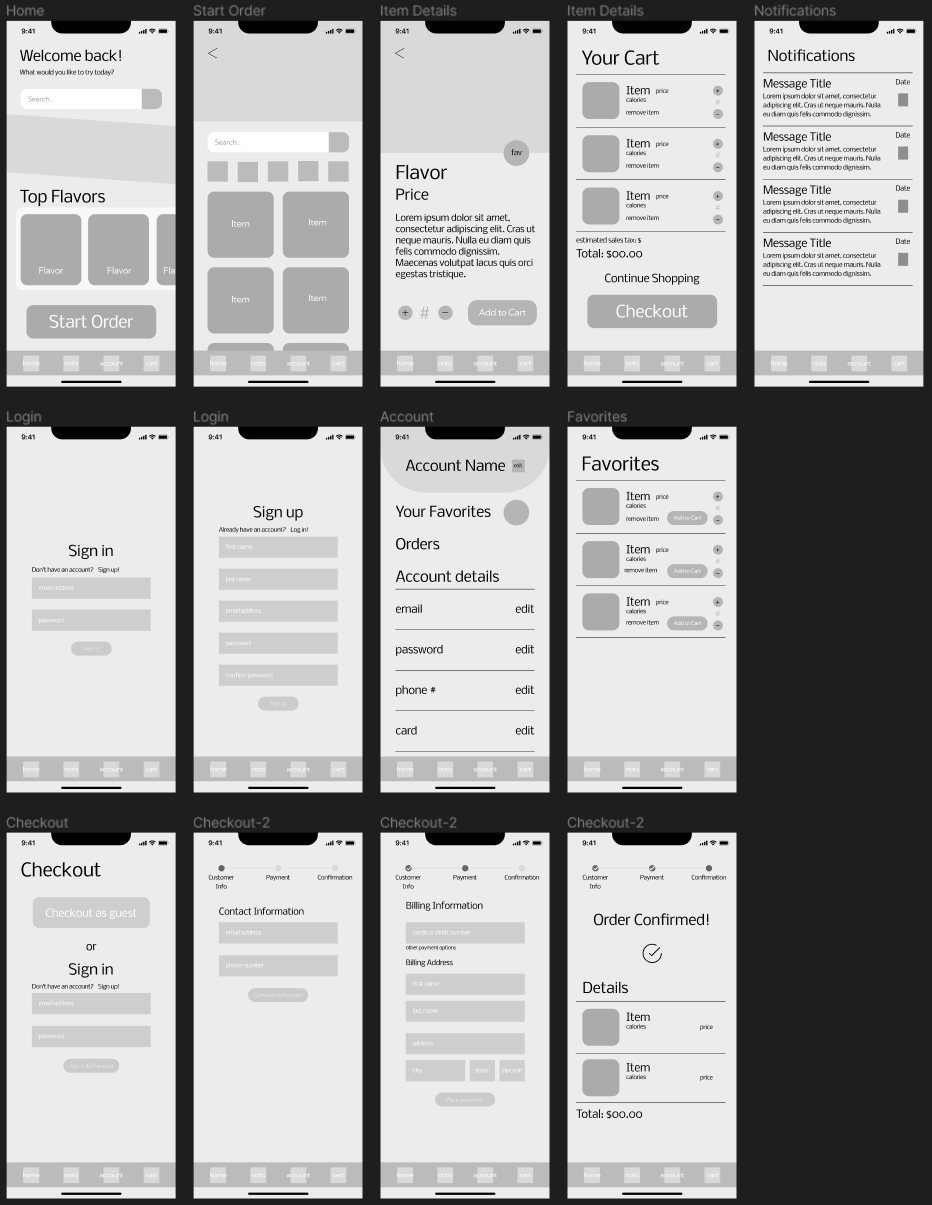 Home
9:41
Welcome back!
What would you like to try today?
Search..
Top Flavors
Flavor
Flavor
Fla
Start Order
home
notis
account
cart
Start Order
9:41
<
Search..
Item
Item
Item
Item
home
notis
account
cart
Item Details
9:41
<
fav
Flavor
Price
Lorem ipsum dolor sit amet,
consectetur adipiscing elit. Cras ut
neque mauris. Nulla eu diam quis
felis commodo dignissim.
Maecenas volutpat lacus quis orci
egestas tristique.
+ # −
Add to Cart
home
notis
account
cart
Item Details
9:41
Your Cart
Item price
calories
remove item
+
#
−
Item price
calories
remove item
+
#
−
Item price
calories
remove item
+
#
−
estimated sales tax: $
Total: $00.00
Continue Shopping
Checkout
home
notis
account
cart
Notifications
9:41
Notifications
Message Title Date
Lorem ipsum dolor sit amet, consectetur
adipiscing elit. Cras ut neque mauris. Nulla
eu diam quis felis commodo dignissim.
Message Title Date
Lorem ipsum dolor sit amet, consectetur
adipiscing elit. Cras ut neque mauris. Nulla
eu diam quis felis commodo dignissim.
Message Title Date
Lorem ipsum dolor sit amet, consectetur
adipiscing elit. Cras ut neque mauris. Nulla
eu diam quis felis commodo dignissim.
Message Title Date
Lorem ipsum dolor sit amet, consectetur
adipiscing elit. Cras ut neque mauris. Nulla
eu diam quis felis commodo dignissim.
home
notis
account
cart
Login
9:41
Sign in
Don't have an account? Sign up!
email address
password
Sign in
home
notis
account
cart
Login
9:41
Sign up
Already have an account? Log in!
first name
last name
email address
password
confirm password
Sign up
home
notis
account
cart
Account
9:41
Account Name edit
Your Favorites
Orders
Account details
email edit
password edit
phone # edit
card edit
home
notis
account
cart
Favorites
9:41
Favorites
Item price
calories
remove item
Add to Cart
+
#
−
Item price
calories
remove item
Add to Cart
+
#
−
Item price
calories
remove item
Add to Cart
+
#
−
home
notis
account
cart
Checkout
9:41
Checkout
Checkout as guest
or
Sign in
Don't have an account? Sign up!
email address
password
Sign in & Checkout
home
notis
account
cart
Checkout-2
9:41
Customer
Info
Payment
Confirmation
Contact Information
email address
phone number
Continue to Payment
home
notis
account
cart
Checkout-2
9:41
Customer
Info
Payment
Confirmation
Billing Information
credit or debit number
other payment options
Billing Address
first name
last name
address
city
state
zipcode
Place your order
home
notis
account
cart
Checkout-2
9:41
Customer
Info
Payment
Confirmation
Order Confirmed!
Details
Item
calories
price
Item
calories
price
Total: $00.00
home
notis
account
cart